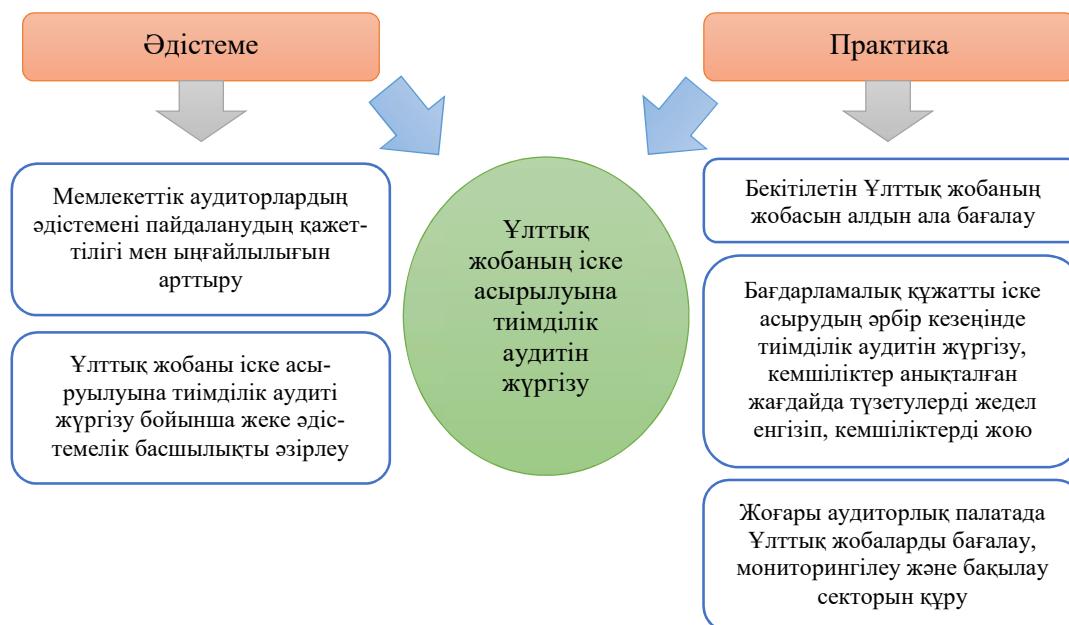 Әдістеме
Мемлекеттік аудиторлардың
әдістемені пайдаланудың қажет-
тілігі мен ыңғайлылығын
арттыру
Ұлттық жобаны іске асы-
руылуына тиімділік аудиті
жүргізу бойынша жеке әдіс-
темелік басшылықты әзірлеу
Ұлттық
жобаның іске
асырылуына
тиімділік
аудитін
жүргізу
Практика
Бекітілетін Ұлттық жобаның
жобасын алдын ала бағалау
Бағдарламалық құжатты іске
асырудың әрбір кезеңінде
тиімділік аудитін жүргізу,
кемшіліктер анықталған
жағдайда түзетулерді жедел
енгізіп, кемшіліктерді жою
Жоғары аудиторлық палатада
Ұлттық жобаларды бағалау,
мониторингілеу және бақылау
секторын құру